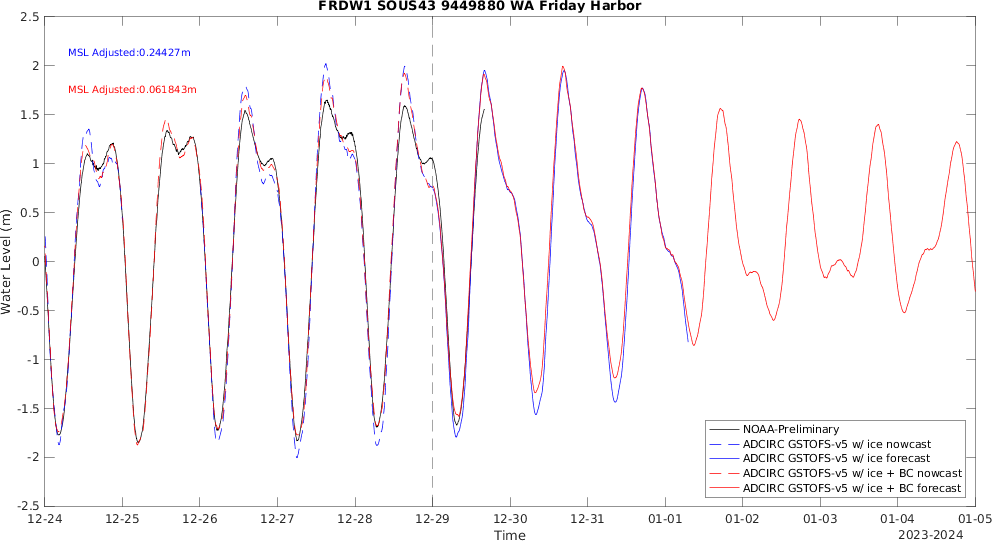 FRDW1 SOUS43 9449880 WA Friday Harbor
MSL Adjusted:0.24427m
MSL Adjusted:0.061843m
Water Level (m)
2.5
2
1.5
1
0.5
0
-0.5
-1
-1.5
-2
-2.5
NOAA-Preliminary
ADCIRC GSTOFS-v5 w/ ice nowcast
ADCIRC GSTOFS-v5 w/ ice forecast
ADCIRC GSTOFS-v5 w/ ice + BC nowcast
ADCIRC GSTOFS-v5 w/ ice + BC forecast
12-24 12-25 12-26 12-27 12-28 12-29 12-30 12-31 01-01 01-02 01-03 01-04 01-05
Time
2023-2024